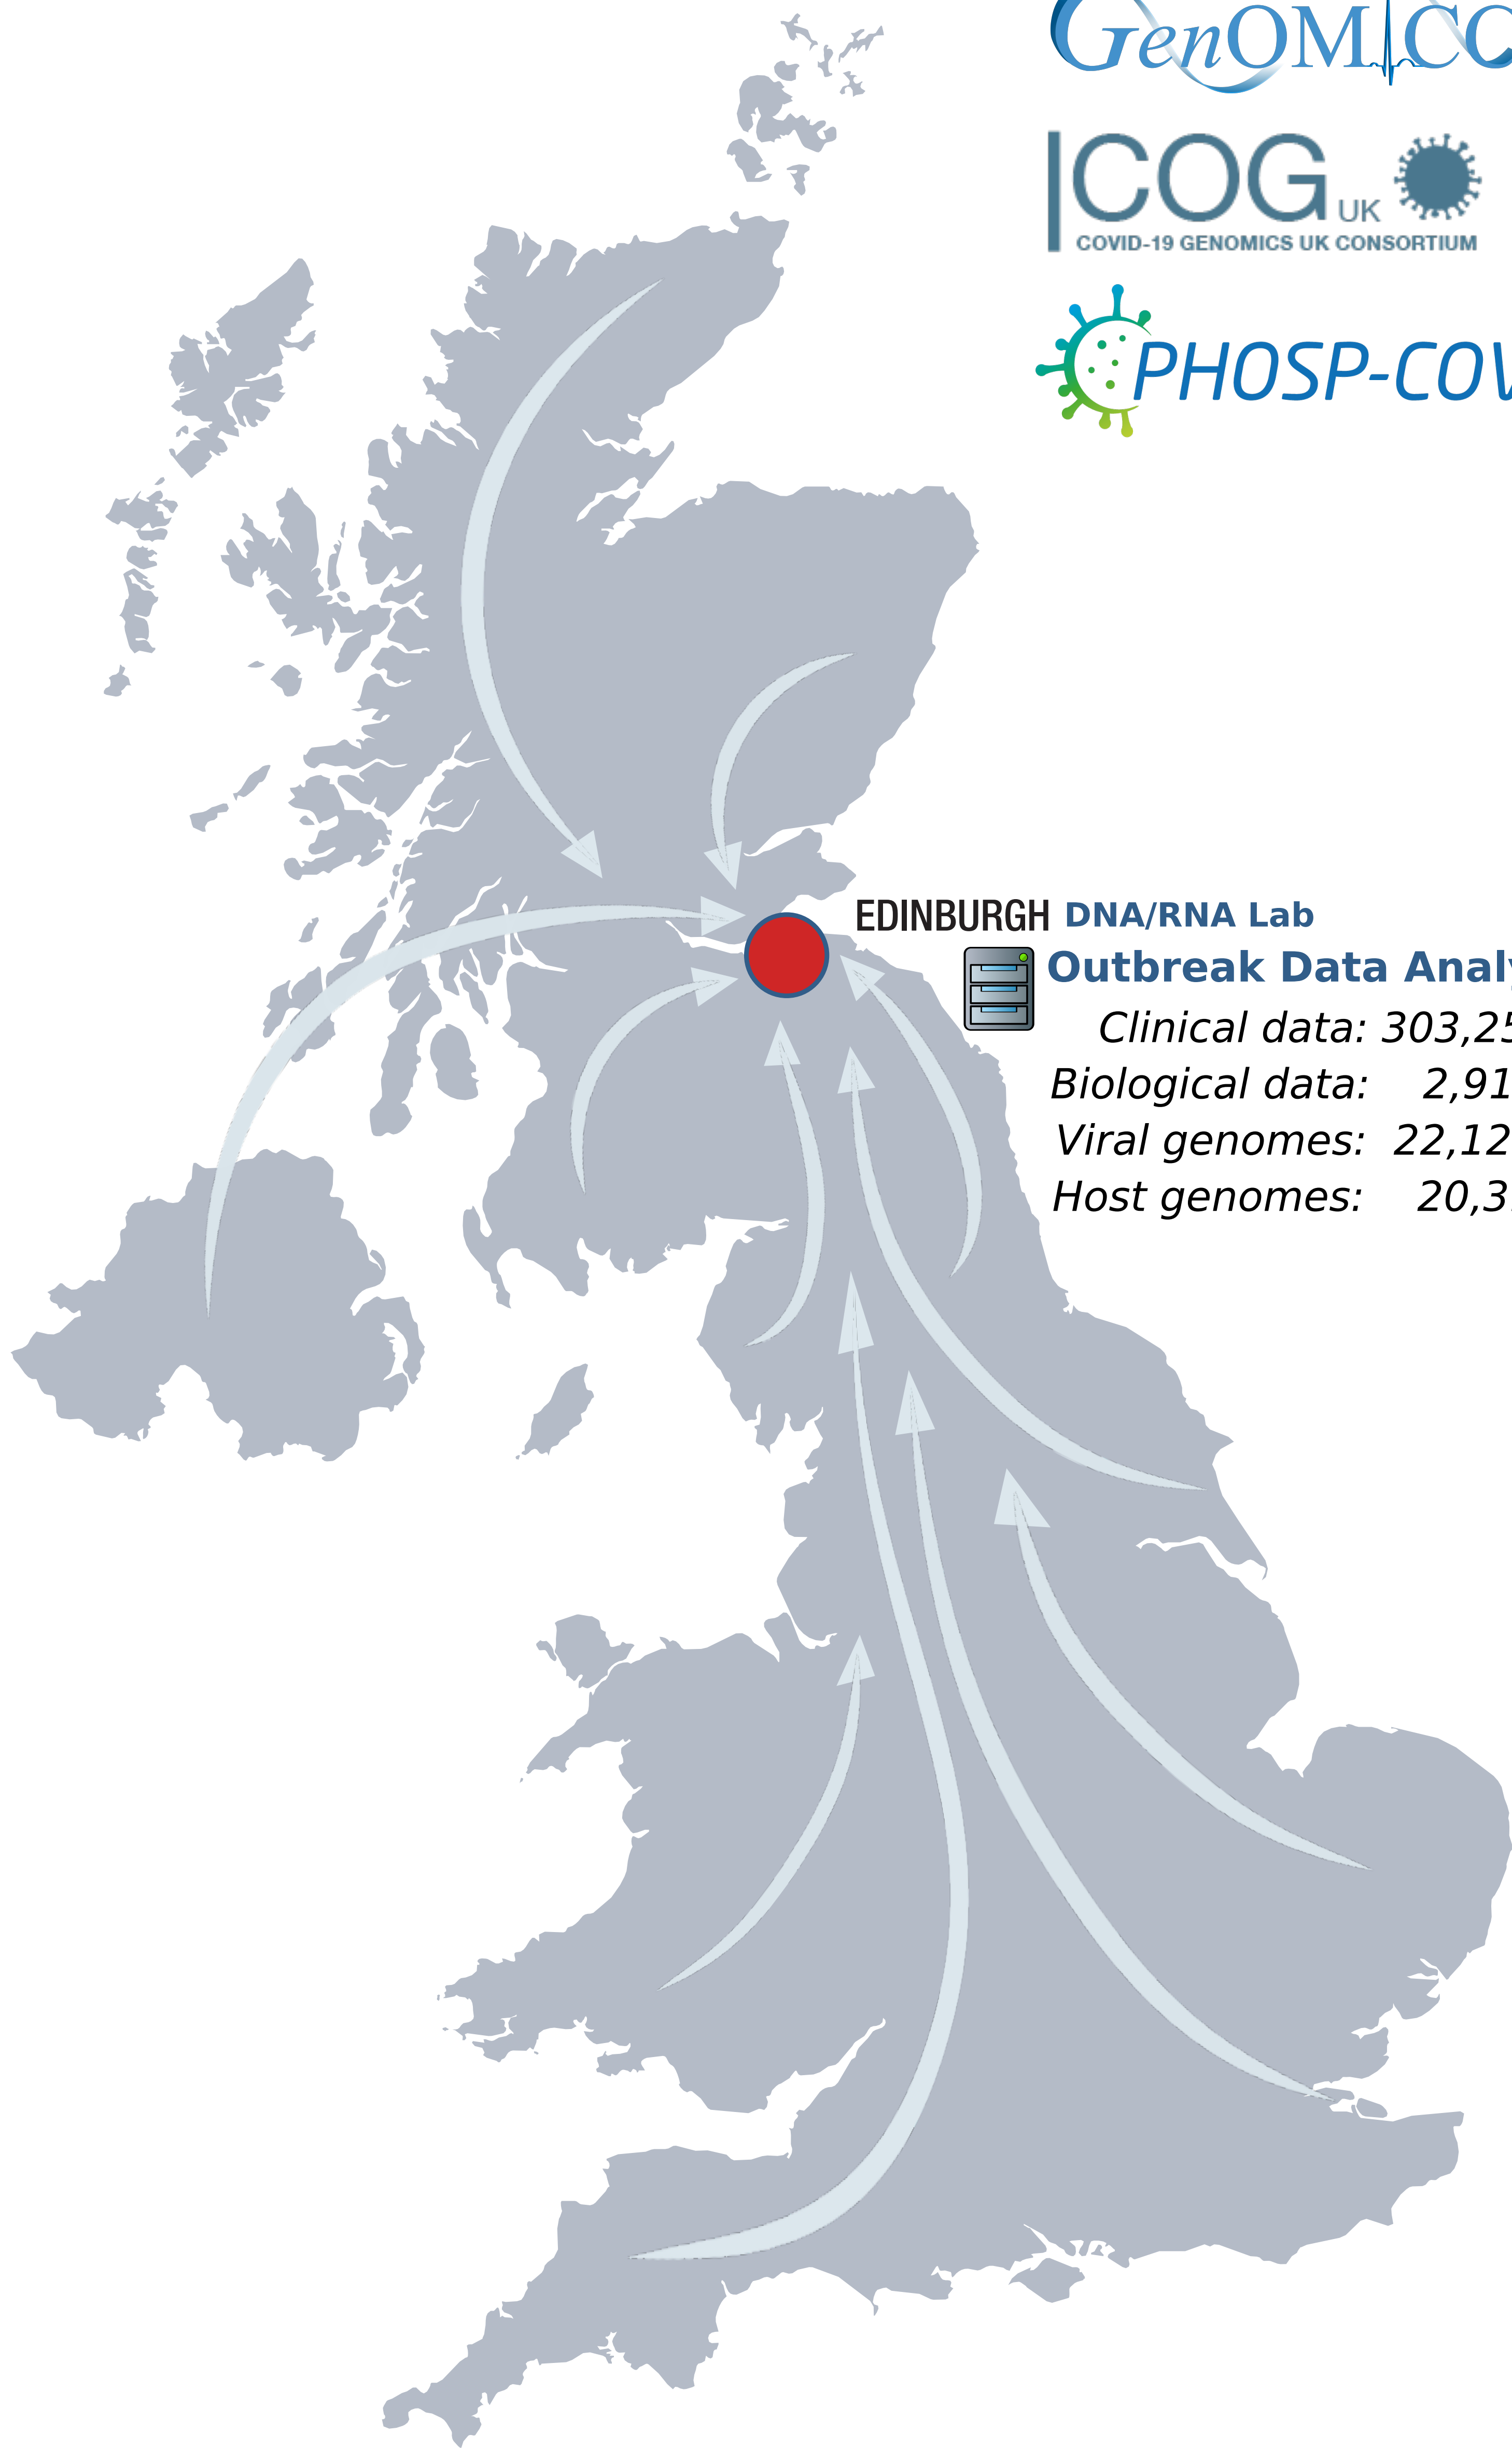 GenOMICC
COG UK
COVID-19 GENOMICS UK CONSORTIUM
PHOSP-COV
EDINBURGH DNA/RNA Lab
Outbreak Data Analy
Clinical data: 303,25
Biological data: 2,91
Viral genomes: 22,12
Host genomes: 20,3